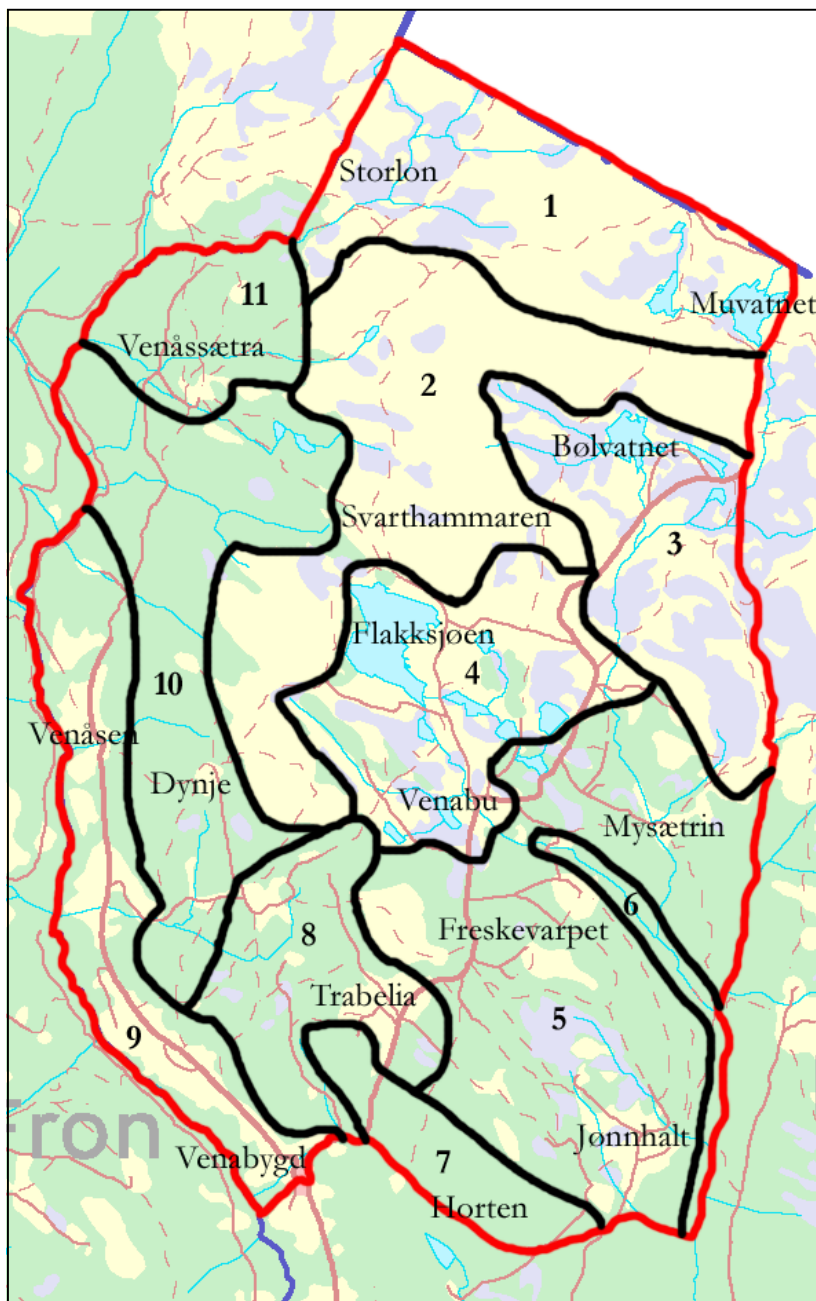 Storlon
1
11
Muvatnet
Venåssætra
2
Bølvatnet
Svarthammaren
3
Flakksjøen
4
10
Venåsen
Dynje
Venabu
Mysætrin
6
8
Freskevarpet
Trabelia
5
9
Fron
Jønnhalt
Venabygd
7
Horten